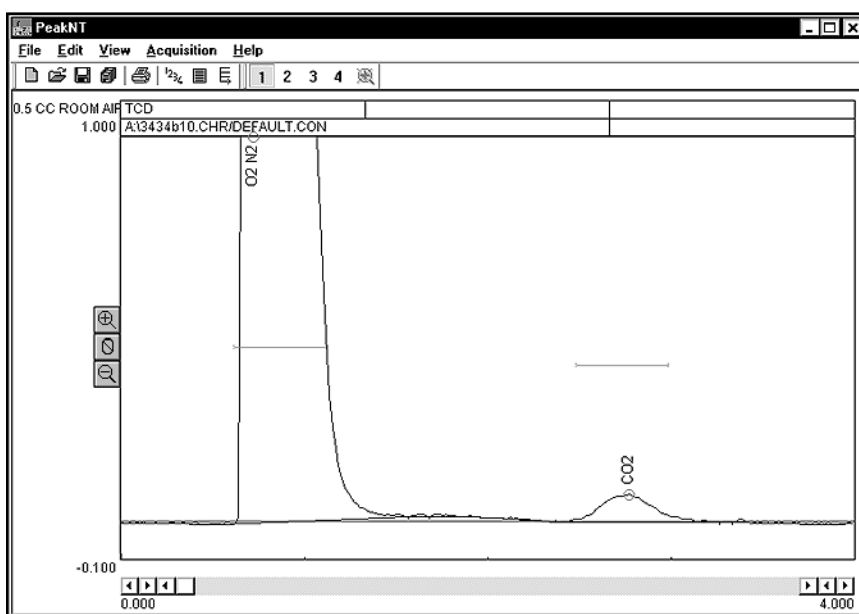 PeakNT
File Edit View Acquisition Help
1 2 3 4
0.5 CC ROOM AIR TCD
1.000 A:\3434b10.CHR/DEFAULT.CON
O2 N2
CO2
-0.100
0.000 4.000